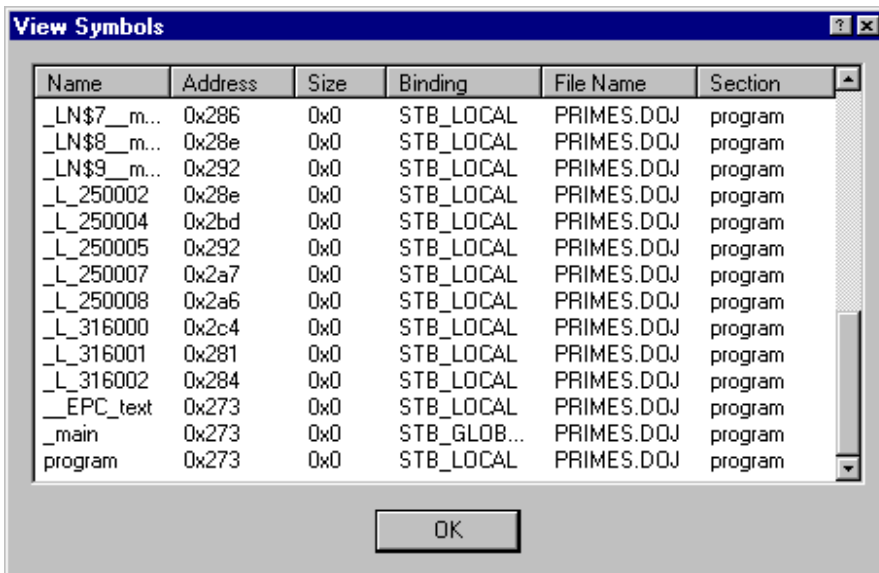 View Symbols
Name Address Size Binding File Name Section
_LN$7__m... 0x286 0x0 STB_LOCAL PRIMES.DOJ program
_LN$8__m... 0x28e 0x0 STB_LOCAL PRIMES.DOJ program
_LN$9__m... 0x292 0x0 STB_LOCAL PRIMES.DOJ program
_L_250002 0x28e 0x0 STB_LOCAL PRIMES.DOJ program
_L_250004 0x2bd 0x0 STB_LOCAL PRIMES.DOJ program
_L_250005 0x292 0x0 STB_LOCAL PRIMES.DOJ program
_L_250007 0x2a7 0x0 STB_LOCAL PRIMES.DOJ program
_L_250008 0x2a6 0x0 STB_LOCAL PRIMES.DOJ program
_L_316000 0x2c4 0x0 STB_LOCAL PRIMES.DOJ program
_L_316001 0x281 0x0 STB_LOCAL PRIMES.DOJ program
_L_316002 0x284 0x0 STB_LOCAL PRIMES.DOJ program
__EPC_text 0x273 0x0 STB_LOCAL PRIMES.DOJ program
_main 0x273 0x0 STB_GLOB... PRIMES.DOJ program
program 0x273 0x0 STB_LOCAL PRIMES.DOJ program
OK